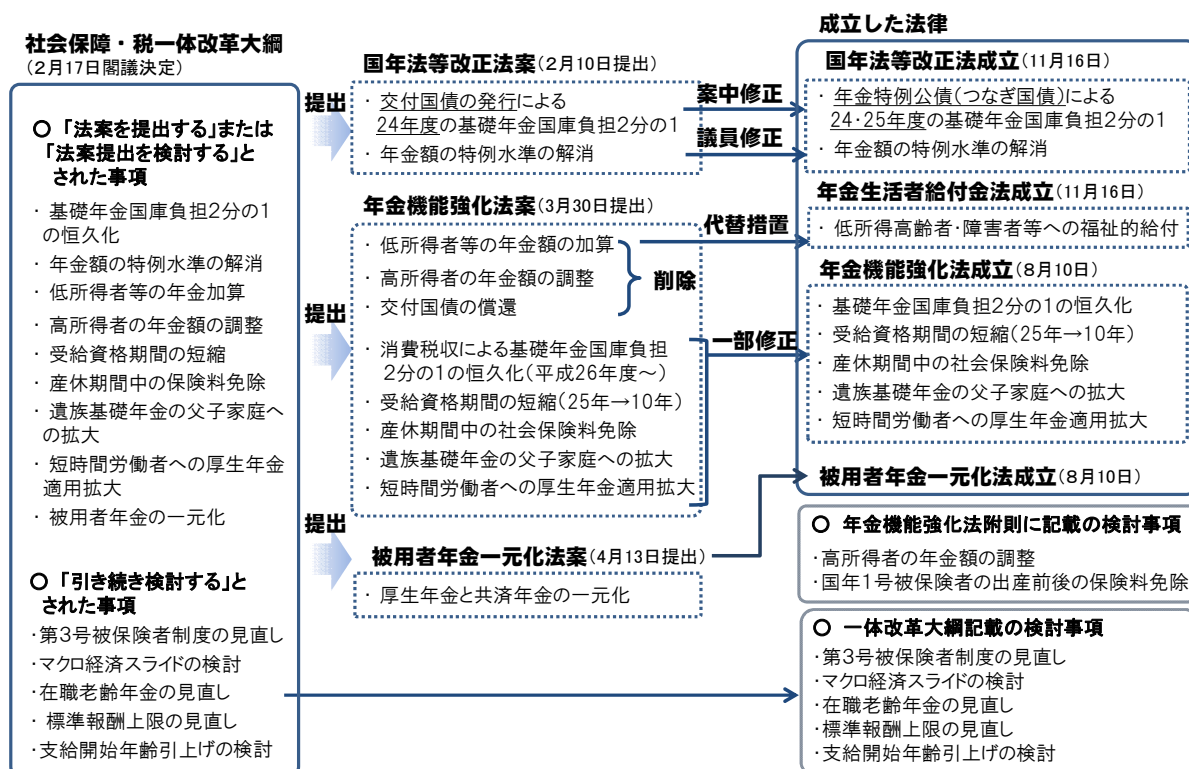 社会保障・税一体改革大綱
(2月17日閣議決定)
○ 「法案を提出する」または
「法案提出を検討する」と
された事項
・ 基礎年金国庫負担2分の1
の恒久化
・ 年金額の特例水準の解消
・ 低所得者等の年金加算
・ 高所得者の年金額の調整
・ 受給資格期間の短縮
・ 産休期間中の保険料免除
・ 遺族基礎年金の父子家庭へ
の拡大
・ 短時間労働者への厚生年金
適用拡大
・ 被用者年金の一元化
○ 「引き続き検討する」と
された事項
・第3号被保険者制度の見直し
・マクロ経済スライドの検討
・在職老齢年金の見直し
・ 標準報酬上限の見直し
・支給開始年齢引上げの検討
提出
国年法等改正法案(2月10日提出)
・ 交付国債の発行による
24年度の基礎年金国庫負担2分の1
・ 年金額の特例水準の解消
案中修正
議員修正
提出
年金機能強化法案(3月30日提出)
・ 低所得者等の年金額の加算
・ 高所得者の年金額の調整
・ 交付国債の償還
削除
代替措置
・ 消費税収による基礎年金国庫負担
2分の1の恒久化(平成26年度~)
・ 受給資格期間の短縮(25年→10年)
・ 産休期間中の社会保険料免除
・ 遺族基礎年金の父子家庭への拡大
・ 短時間労働者への厚生年金適用拡大
一部修正
提出
被用者年金一元化法案(4月13日提出)
・ 厚生年金と共済年金の一元化
成立した法律
国年法等改正法成立(11月16日)
・ 年金特例公債(つなぎ国債)による
24・25年度の基礎年金国庫負担2分の1
・ 年金額の特例水準の解消
年金生活者給付金法成立(11月16日)
・ 低所得高齢者・障害者等への福祉的給付
年金機能強化法成立(8月10日)
・ 基礎年金国庫負担2分の1の恒久化
・ 受給資格期間の短縮(25年→10年)
・ 産休期間中の社会保険料免除
・ 遺族基礎年金の父子家庭への拡大
・ 短時間労働者への厚生年金適用拡大
被用者年金一元化法成立(8月10日)
○ 年金機能強化法附則に記載の検討事項
・高所得者の年金額の調整
・国年1号被保険者の出産前後の保険料免除
○ 一体改革大綱記載の検討事項
・第3号被保険者制度の見直し
・マクロ経済スライドの検討
・在職老齢年金の見直し
・標準報酬上限の見直し
・支給開始年齢引上げの検討